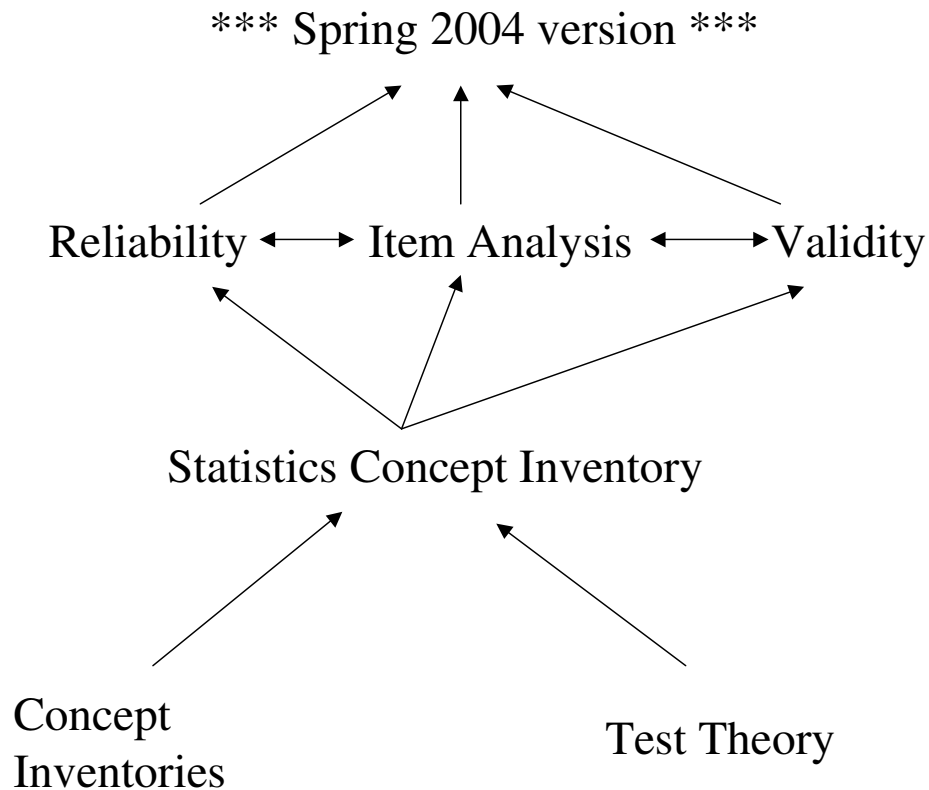 *** Spring 2004 version ***
Reliability Item Analysis Validity
Statistics Concept Inventory
Concept
Inventories
Test Theory